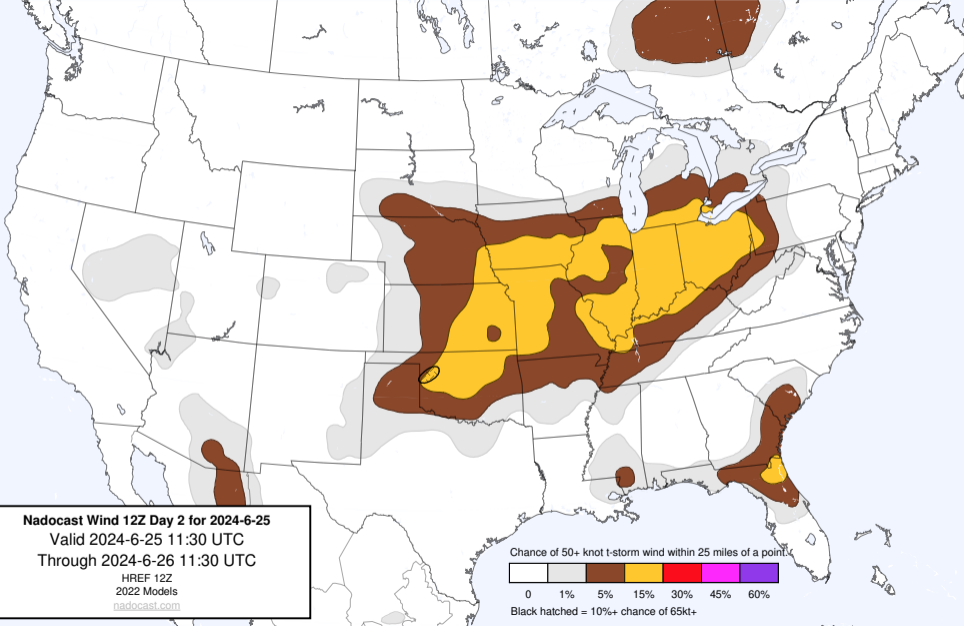 Nadocast Wind 12Z Day 2 for 2024-6-25
Valid 2024-6-25 11:30 UTC
Through 2024-6-26 11:30 UTC
HREF 12Z
2022 Models
nadocast.com
Chance of 50+ knot t-storm wind within 25 miles of a point.
0 1% 5% 15% 30% 45% 60%
Black hatched = 10%+ chance of 65kt+